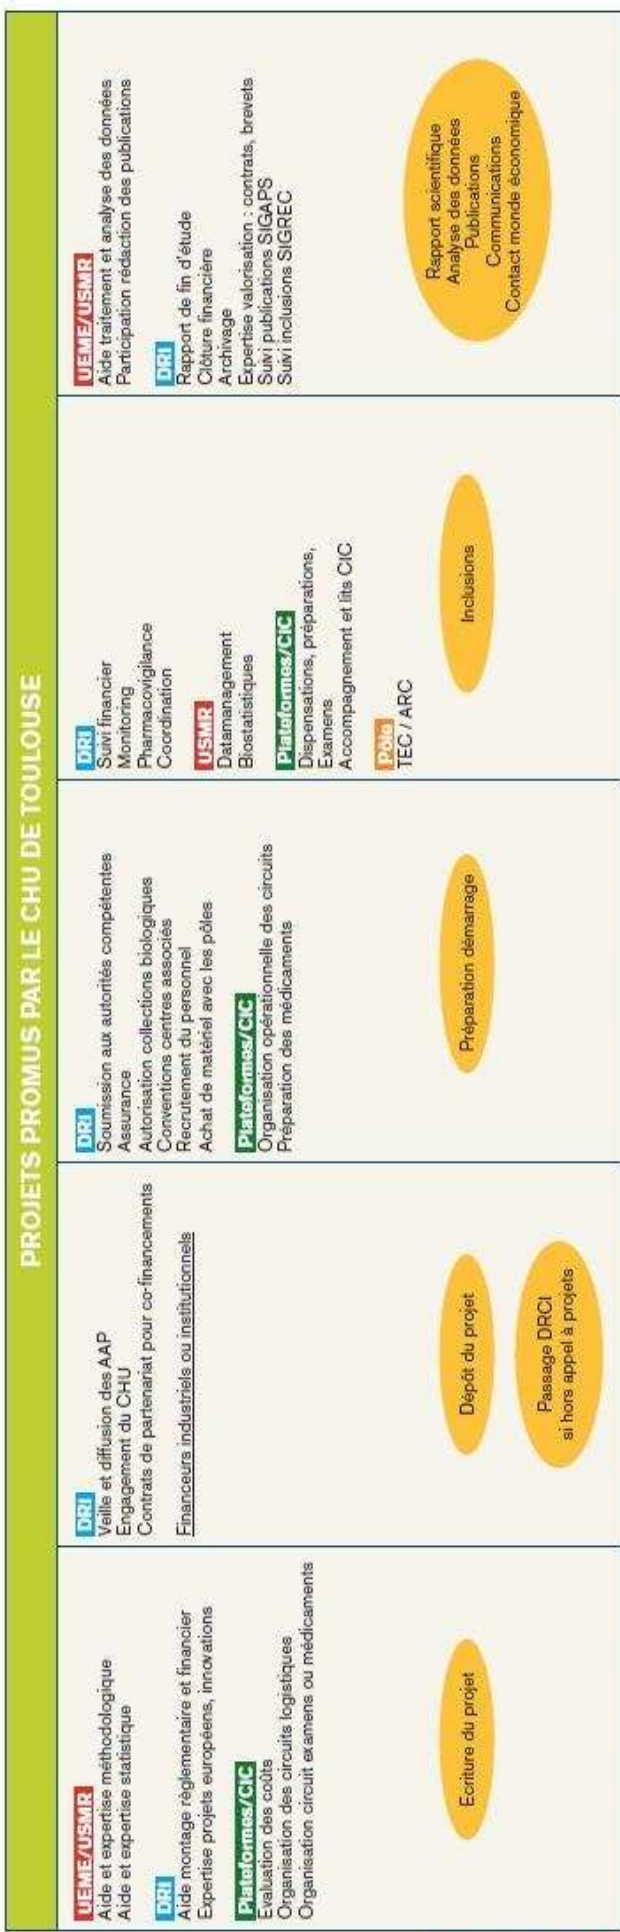 PROJETS PROMUS PAR LE CHU DE TOULOUSE
UEME/USMR
Aide et expertise méthodologique
Aide et expertise statistique
DRI
Aide montage réglementaire et financier
Expertise projets européens, innovations
Plateformes/CIC
Evaluation des coûts
Organisation des circuits logistiques
Organisation circuit examens ou médicaments
Ecriture du projet
DRI
Veille et diffusion des AAP
Engagement du CHU
Contrats de partenariat pour co-financements
Financeurs industriels ou institutionnels
Dépôt du projet
Passage DRCI
si hors appel à projets
DRI
Soumission aux autorités compétentes
Assurance
Autorisation collections biologiques
Conventions centres associés
Recrutement du personnel
Achat de matériel avec les pôles
Plateformes/CIC
Organisation opérationnelle des circuits
Préparation des médicaments
Préparation démarrage
DRI
Suivi financier
Monitoring
Pharmacovigilance
Coordination
USMR
Datamanagement
Biostatistiques
Plateformes/CIC
Dispensations, préparations,
Examens
Accompagnement et lits CIC
Pôle
TEC / ARC
Inclusions
UEME/USMR
Aide traitement et analyse des données
Participation rédaction des publications
DRI
Rapport de fin d'étude
Clôture financière
Archivage
Expertise valorisation : contrats, brevets
Suivi publications SIGAPS
Suivi inclusions SIGREC
Rapport scientifique
Analyse des données
Publications
Communications
Contact monde économique